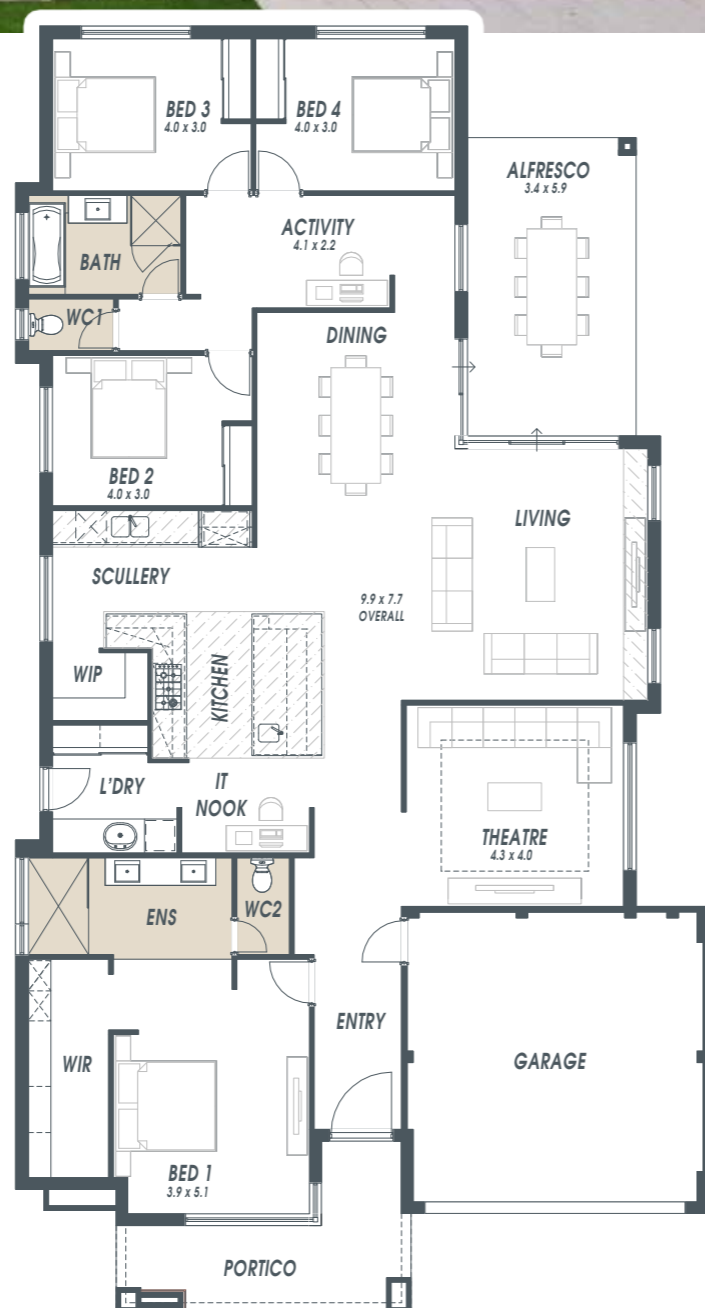 BED 3
4.0 x 3.0
BED 4
4.0 x 3.0
ALFRESCO
3.4 x 5.9
ACTIVITY
4.1 x 2.2
BATH
WC1
DINING
BED 2
4.0 x 3.0
LIVING
SCULLERY
9.9 x 7.7
OVERALL
WIP
KITCHEN
L'DRY
IT
NOOK
THEATRE
4.3 x 4.0
ENS
WC2
ENTRY
WIR
GARAGE
BED 1
3.9 x 5.1
PORTICO